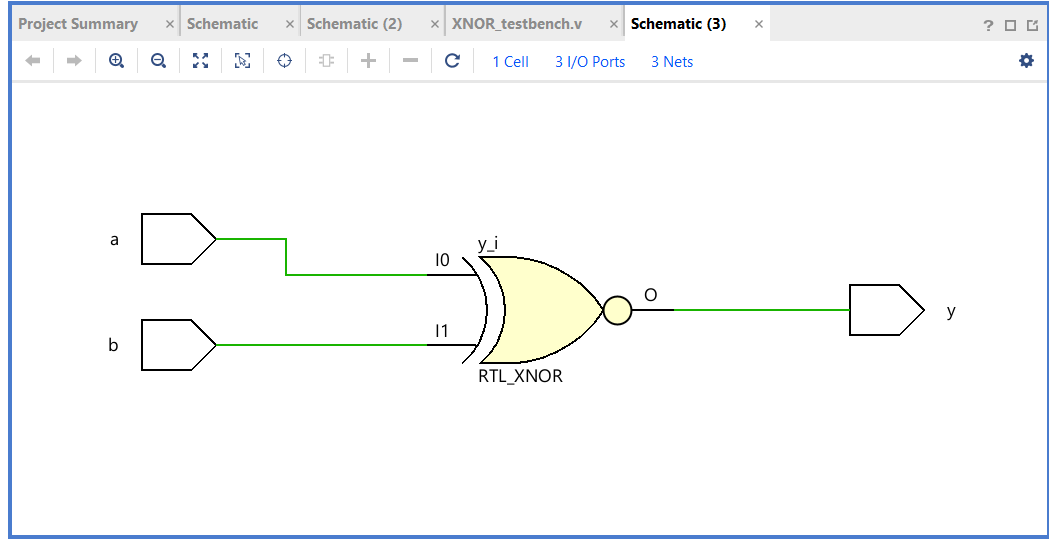 Project Summary × Schematic × Schematic (2) × XNOR_testbench.v × Schematic (3) × ?
1 Cell 3 I/O Ports 3 Nets
a
I0
y_i
b
I1
RTL_XNOR
O
y